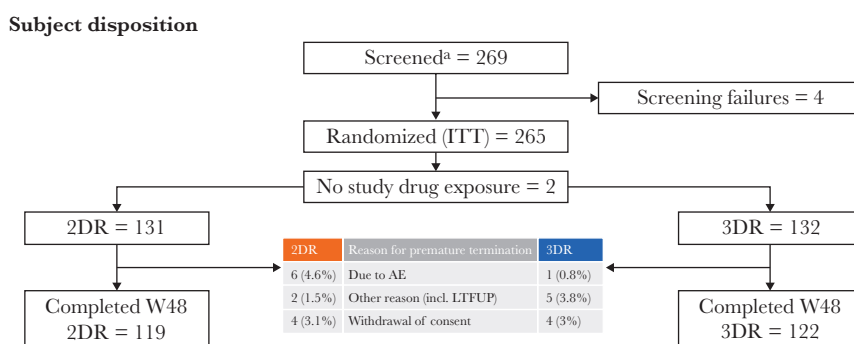 Subject disposition
Screenedª = 269
Screening failures = 4
Randomized (ITT) = 265
No study drug exposure = 2
2DR = 131
3DR = 132
2DR Reason for premature termination 3DR
6 (4.6%) Due to AE 1 (0.8%)
2 (1.5%) Other reason (incl. LTFUP) 5 (3.8%)
4 (3.1%) Withdrawal of consent 4 (3%)
Completed W48
2DR = 119
Completed W48
3DR = 122